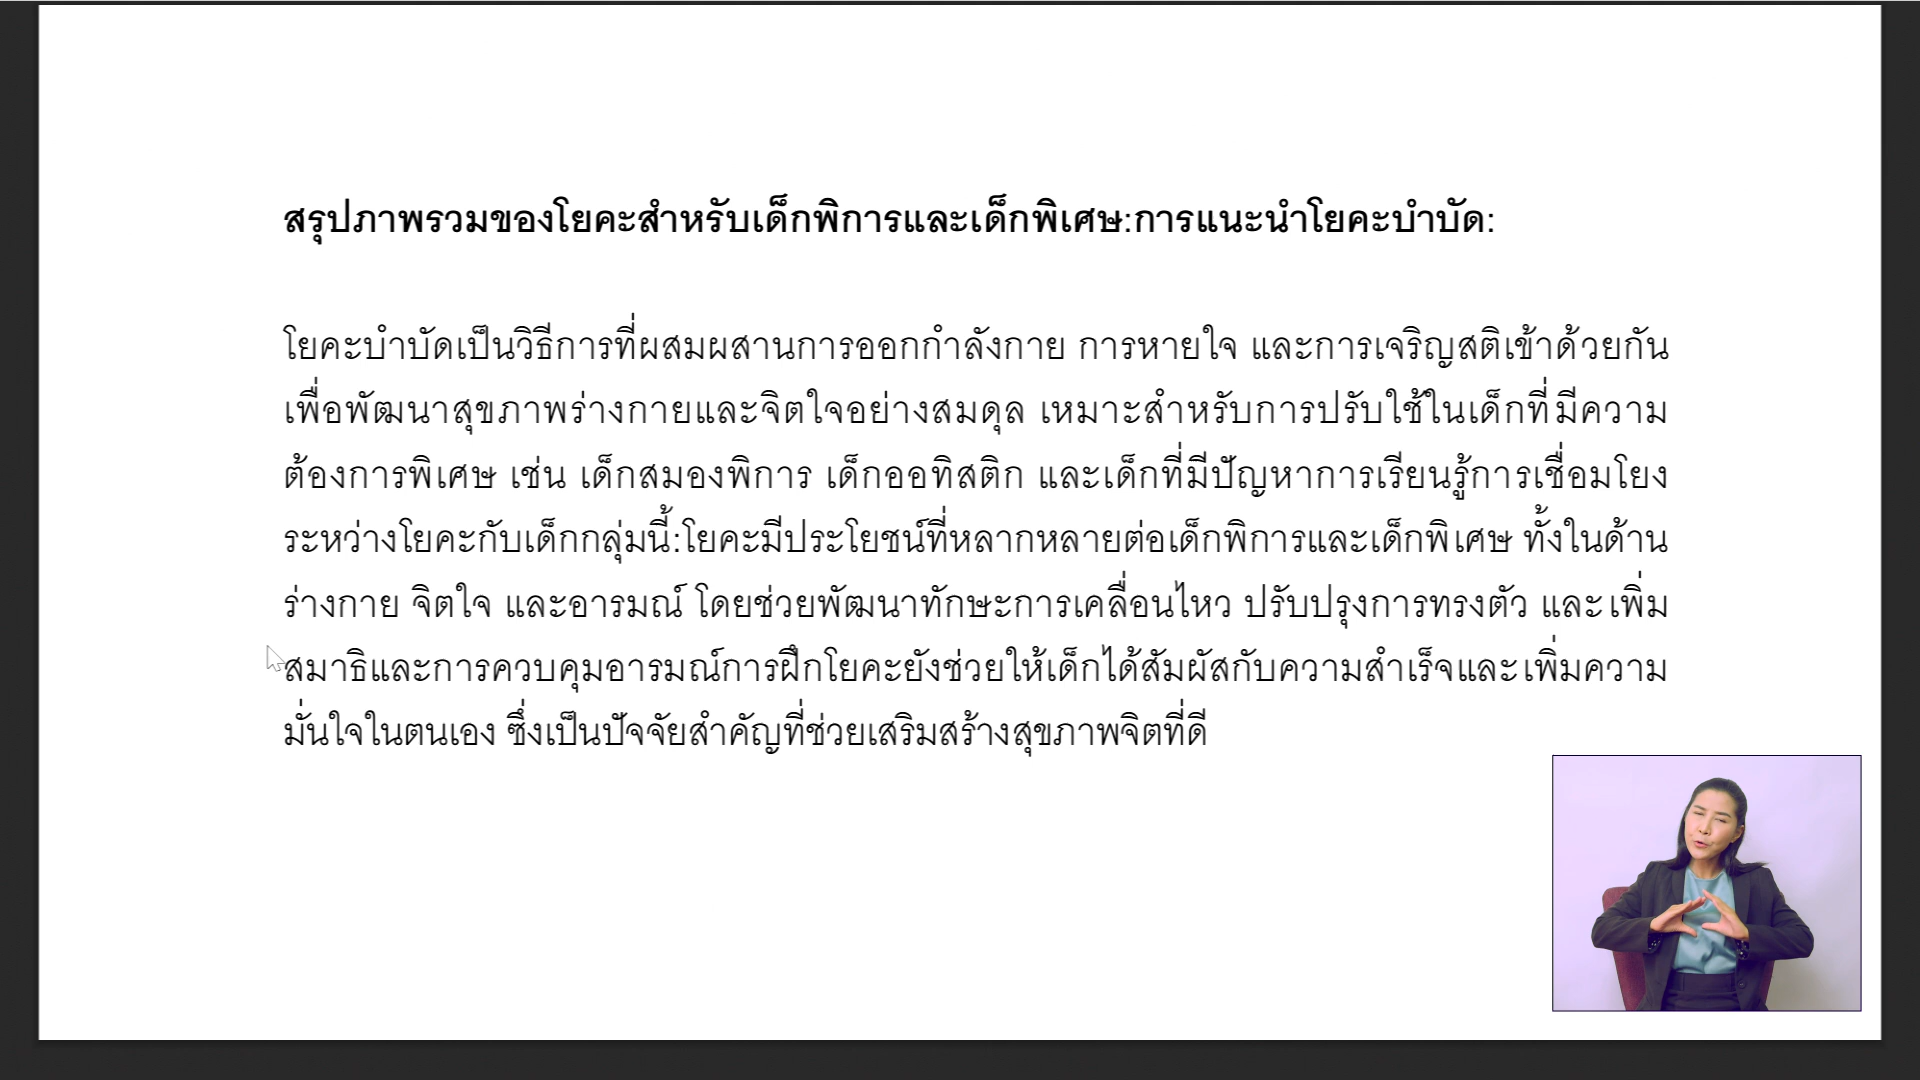 สรุปภาพรวมของโยคะสำหรับเด็กพิการและเด็กพิเศษ:การแนะนำโยคะบำบัด:
โยคะบำบัดเป็นวิธีการที่ผสมผสานการออกกำลังกาย การหายใจ และการเจริญสติเข้าด้วยกัน
เพื่อพัฒนาสุขภาพร่างกายและจิตใจอย่างสมดุล เหมาะสำหรับการปรับใช้ในเด็กที่มีความ
ต้องการพิเศษ เช่น เด็กสมองพิการ เด็กออทิสติก และเด็กที่มีปัญหาการเรียนรู้การเชื่อมโยง
ระหว่างโยคะกับเด็กกลุ่มนี้:โยคะมีประโยชน์ที่หลากหลายต่อเด็กพิการและเด็กพิเศษ ทั้งในด้าน
ร่างกาย จิตใจ และอารมณ์ โดยช่วยพัฒนาทักษะการเคลื่อนไหว ปรับปรุงการทรงตัว และเพิ่ม
สมาธิและการควบคุมอารมณ์การฝึกโยคะยังช่วยให้เด็กได้สัมผัสกับความสำเร็จและเพิ่มความ
มั่นใจในตนเอง ซึ่งเป็นปัจจัยสำคัญที่ช่วยเสริมสร้างสุขภาพจิตที่ดี